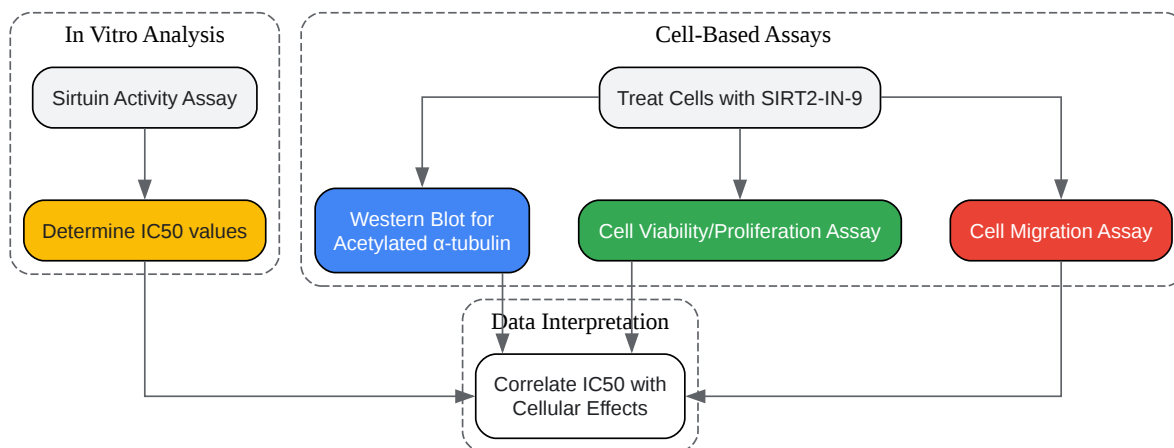 In Vitro Analysis
Cell-Based Assays
Sirtuin Activity Assay
Treat Cells with SIRT2-IN-9
Determine IC50 values
Western Blot for
Acetylated α-tubulin
Cell Viability/Proliferation Assay
Cell Migration Assay
Data Interpretation
Correlate IC50 with
Cellular Effects